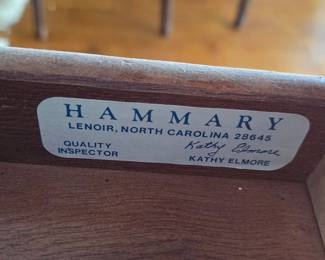 HAMMARY
LENOIR, NORTH CAROLINA 28645
QUALITY Kathy Elmore
INSPECTOR KATHY ELMORE